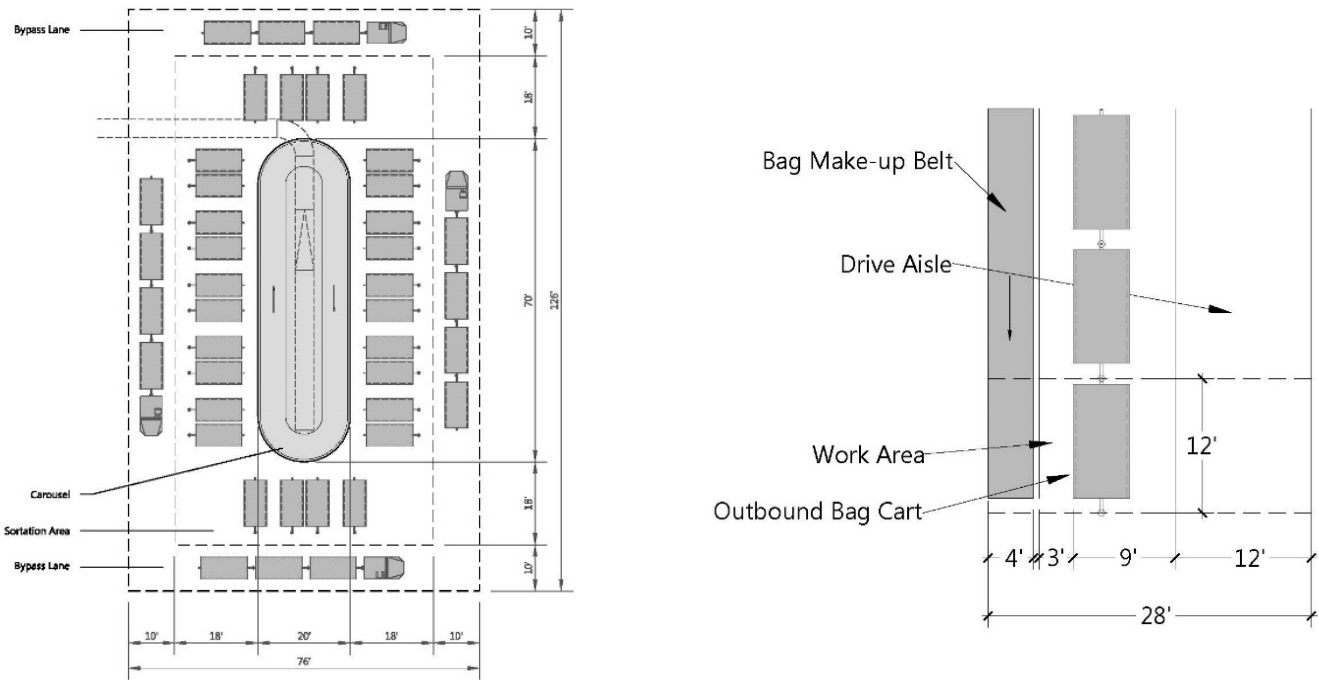 Bypass Lane
10'
18'
70'
126'
Carousel
18'
Sortation Area
Bypass Lane
10'
10'
18'
20'
18'
10'
76'
Bag Make-up Belt
Drive Aisle
Work Area
12'
Outbound Bag Cart
4'
3'
9'
12'
28'